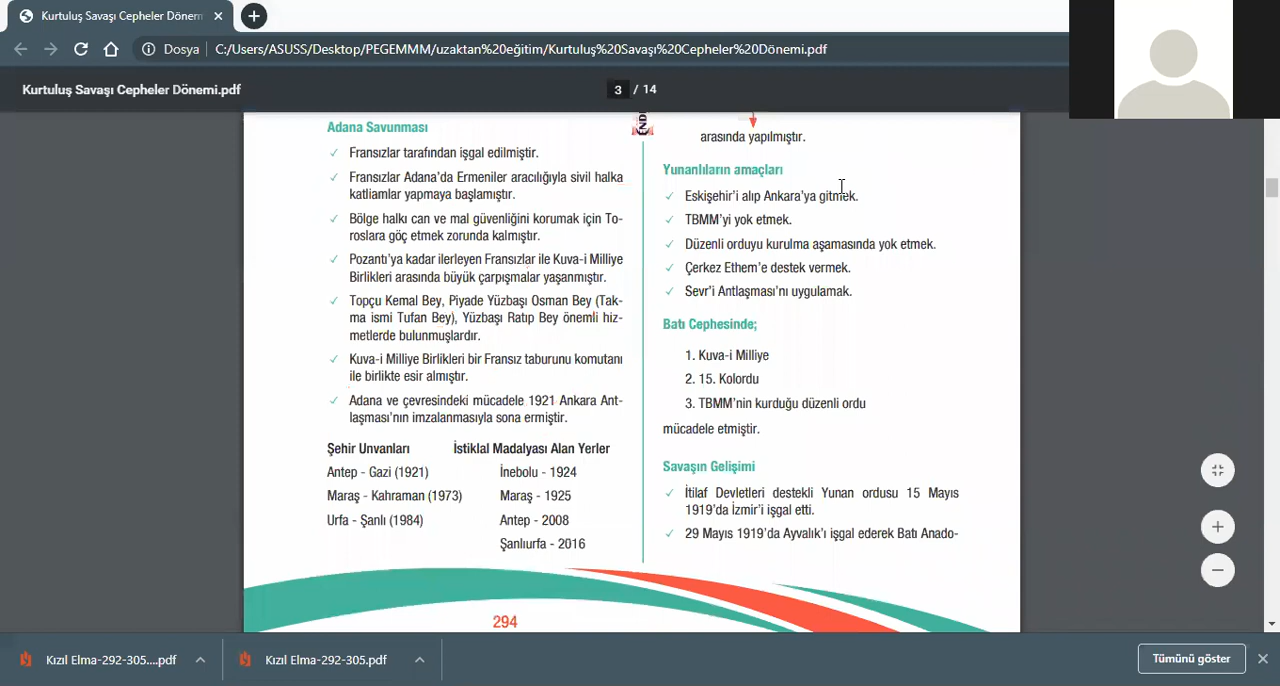 Kurtuluş Savaşı Cepheler Dönem
Dosya
C:/Users/ASUSS/Desktop/PEGEMMM/uzaktan%20eğitim/Kurtuluş%20Savaşı%20Cepheler%20Dönemi.pdf
Kurtuluş Savaşı Cepheler Dönemi.pdf
3 / 14
Adana Savunması
✓ Fransızlar tarafından işgal edilmiştir.
✓ Fransızlar Adana'da Ermeniler aracılığıyla sivil halka
katliamlar yapmaya başlamıştır.
✓ Bölge halkı can ve mal güvenliğini korumak için To-
roslara göç etmek zorunda kalmıştır.
✓ Pozantı'ya kadar ilerleyen Fransızlar ile Kuva-i Milliye
Birlikleri arasında büyük çarpışmalar yaşanmıştır.
✓ Topçu Kemal Bey, Piyade Yüzbaşı Osman Bey (Tak-
ma ismi Tufan Bey), Yüzbaşı Ratıp Bey önemli hiz-
metlerde bulunmuşlardır.
✓ Kuva-i Milliye Birlikleri bir Fransız taburunu komutanı
ile birlikte esir almıştır.
✓ Adana ve çevresindeki mücadele 1921 Ankara Ant-
laşması'nın imzalanmasıyla sona ermiştir.
Şehir Unvanları
Antep - Gazi (1921)
Maraş - Kahraman (1973)
Urfa - Şanlı (1984)
İstiklal Madalyası Alan Yerler
İnebolu - 1924
Maraş - 1925
Antep - 2008
Şanlıurfa - 2016
arasında yapılmıştır.
Yunanlıların amaçları
✓ Eskişehir'i alıp Ankara'ya gitmek.
✓ TBMM'yi yok etmek.
✓ Düzenli orduyu kurulma aşamasında yok etmek.
✓ Çerkez Ethem'e destek vermek.
✓ Sevr'i Antlaşması'nı uygulamak.
Batı Cephesinde;
1. Kuva-i Milliye
2. 15. Kolordu
3. TBMM'nin kurduğu düzenli ordu
mücadele etmiştir.
Savaşın Gelişimi
✓ İtilaf Devletleri destekli Yunan ordusu 15 Mayıs
1919'da İzmir'i işgal etti.
✓ 29 Mayıs 1919'da Ayvalık'ı işgal ederek Batı Anado-
294
Kızıl Elma-292-305....pdf
Kızıl Elma-292-305.pdf
Tümünü göster